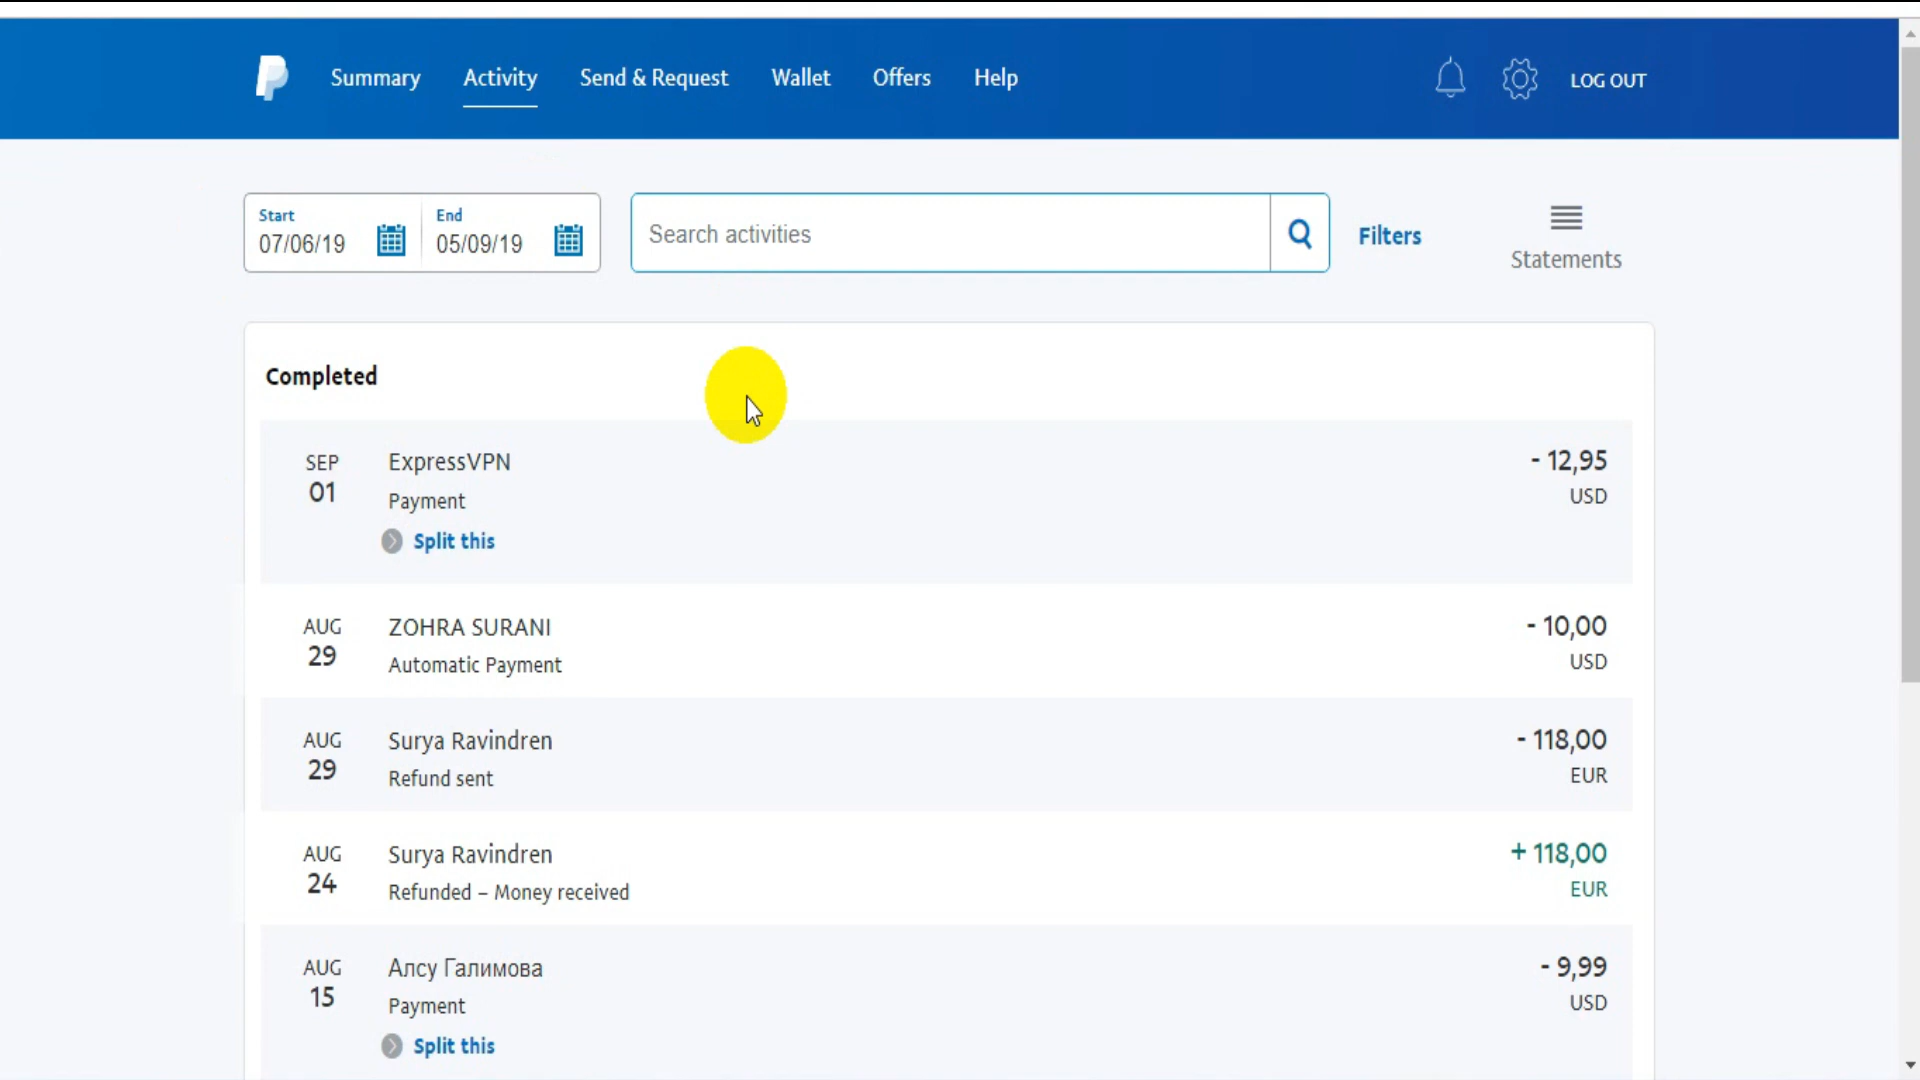 Summary Activity Send & Request Wallet Offers Help LOG OUT
Start End
07/06/19 05/09/19 Search activities Filters
Statements
Completed
SEP ExpressVPN - 12,95
01 Payment USD
Split this
AUG ZOHRA SURANI - 10,00
29 Automatic Payment USD
AUG Surya Ravindren - 118,00
29 Refund sent EUR
AUG Surya Ravindren + 118,00
24 Refunded – Money received EUR
AUG Алсу Галимова - 9,99
15 Payment USD
Split this